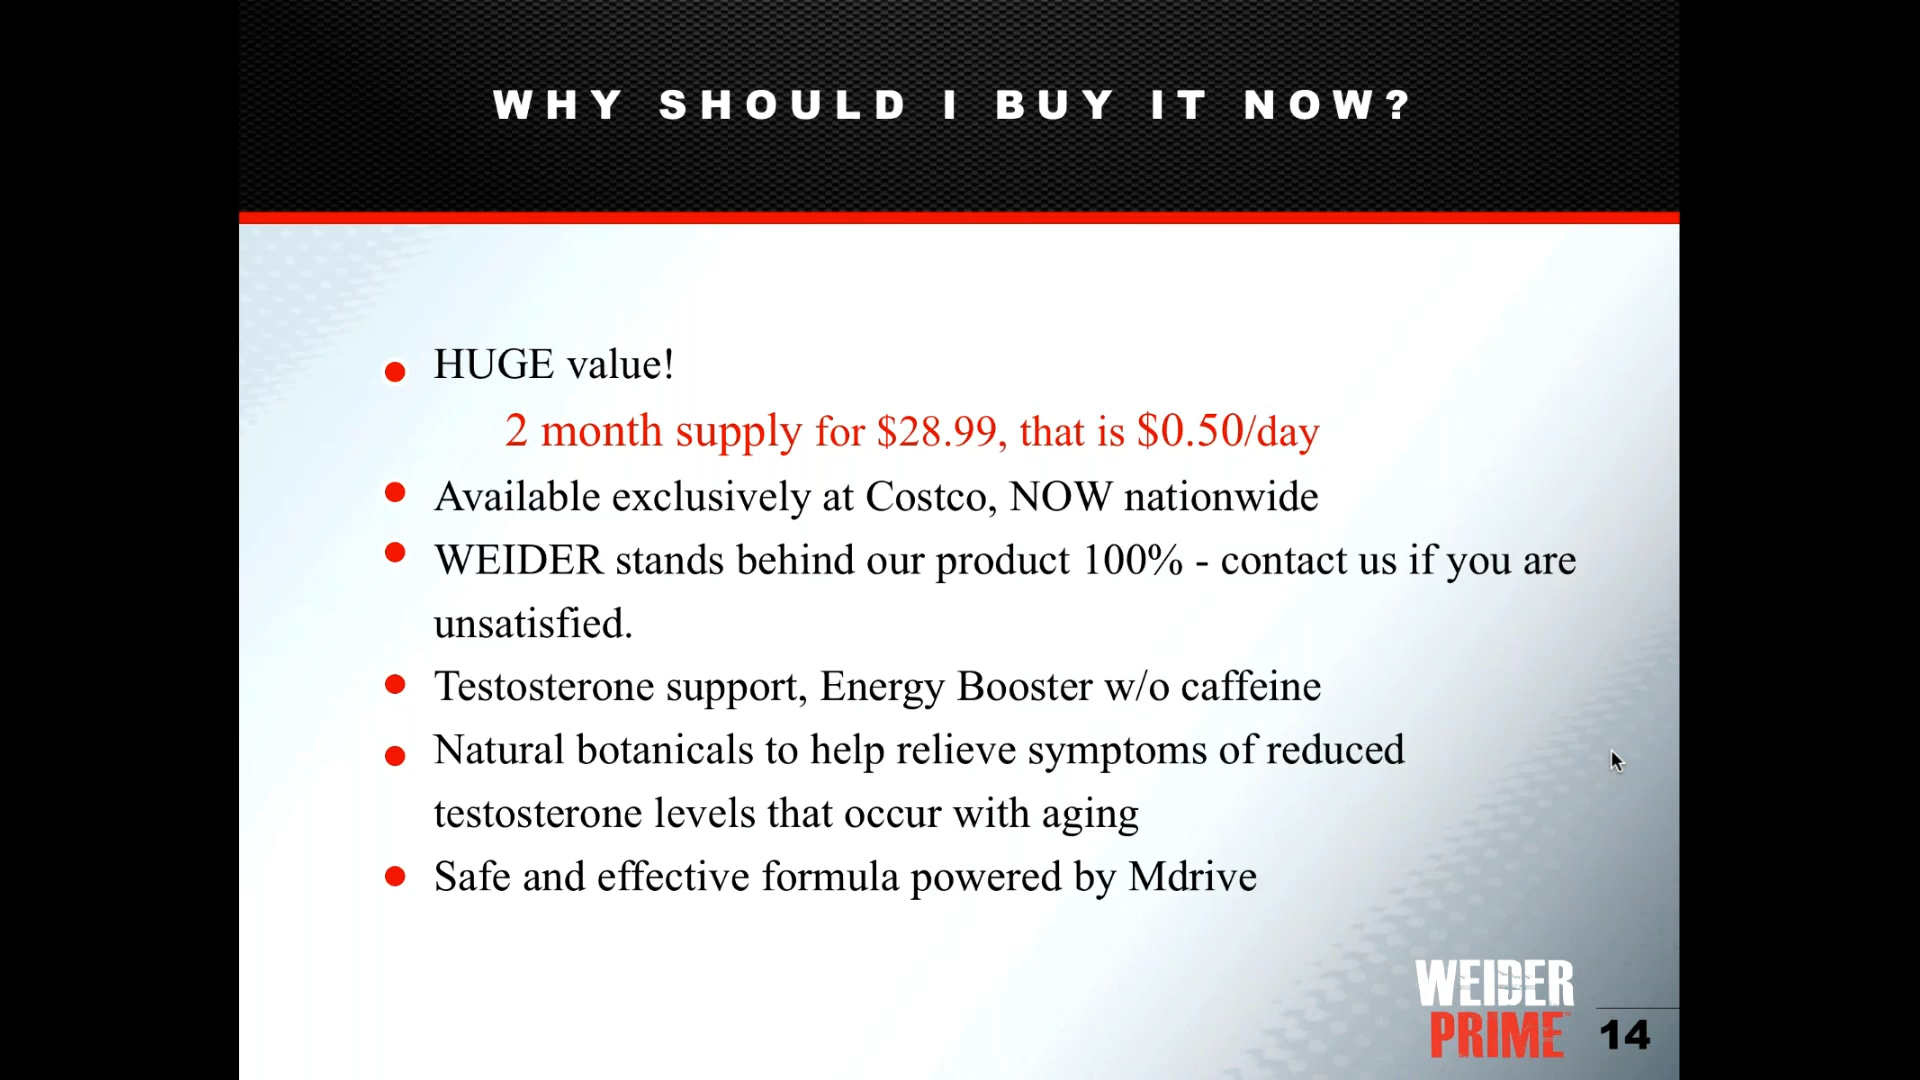 WHY SHOULD I BUY IT NOW?
HUGE value!
2 month supply for $28.99, that is $0.50/day
Available exclusively at Costco, NOW nationwide
WEIDER stands behind our product 100% - contact us if you are
unsatisfied.
Testosterone support, Energy Booster w/o caffeine
Natural botanicals to help relieve symptoms of reduced
testosterone levels that occur with aging
Safe and effective formula powered by Mdrive
WEIDER
PRIME™
14